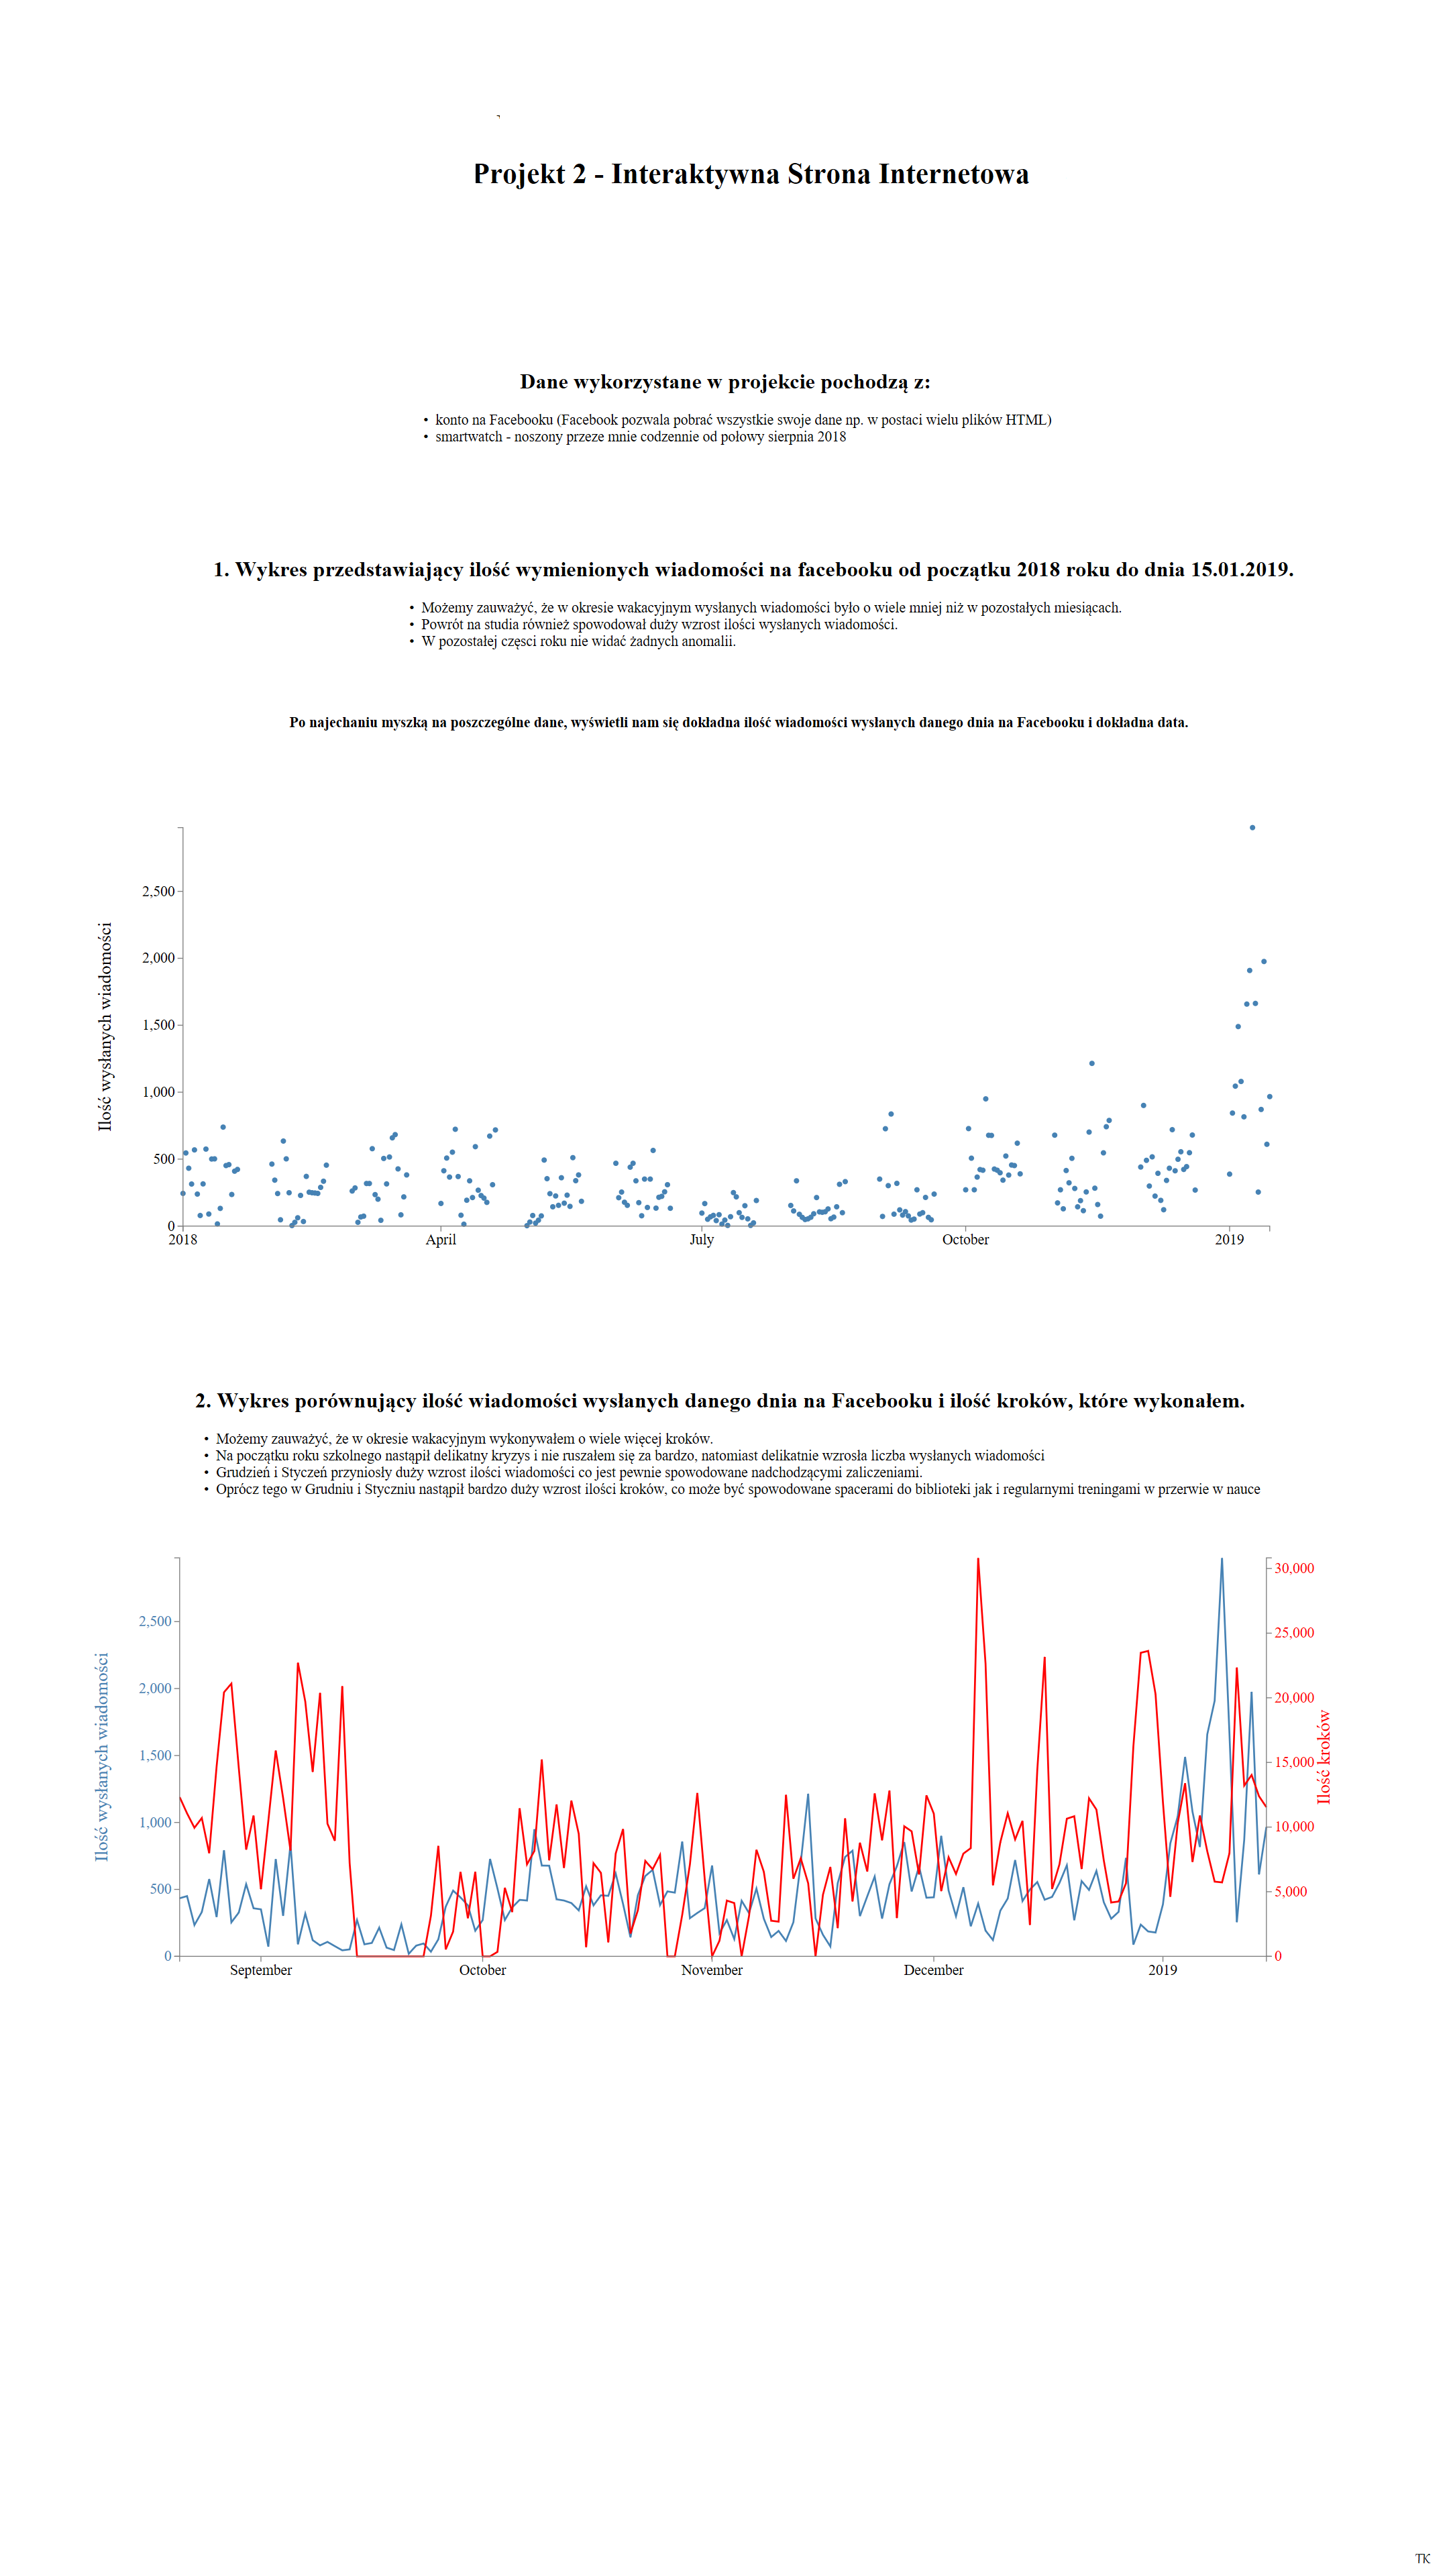 Projekt 2 - Interaktywna Strona Internetowa
Dane wykorzystane w projekcie pochodzą z:
• konto na Facebooku (Facebook pozwala pobrać wszystkie swoje dane np. w postaci wielu plików HTML)
• smartwatch - noszony przeze mnie codziennie od połowy sierpnia 2018
1. Wykres przedstawiający ilość wymienionych wiadomości na facebooku od początku 2018 roku do dnia 15.01.2019.
• Możemy zauważyć, że w okresie wakacyjnym wysłanych wiadomości było o wiele mniej niż w pozostałych miesiącach.
• Powrót na studia również spowodował duży wzrost ilości wysłanych wiadomości.
• W pozostałej częsci roku nie widać żadnych anomalii.
Po najechaniu myszką na poszczególne dane, wyświetli nam się dokładna ilość wiadomości wysłanych danego dnia na Facebooku i dokładna data.
Ilość wysłanych wiadomości
2,500
2,000
1,500
1,000
500
0
2018 April July October 2019
2. Wykres porównujący ilość wiadomości wyslanych danego dnia na Facebooku i ilość kroków, które wykonałem.
• Możemy zauważyć, że w okresie wakacyjnym wykonywałem o wiele więcej kroków.
• Na początku roku szkolnego nastąpił delikatny kryzys i nie ruszałem się za bardzo, natomiast delikatnie wzrosła liczba wysłanych wiadomości
• Grudzień i Styczeń przyniosły duży wzrost ilości wiadomości co jest pewnie spowodowane nadchodzącymi zaliczeniami.
• Oprócz tego w Grudniu i Styczniu nastąpił bardzo duży wzrost ilości kroków, co może być spowodowane spacerami do biblioteki jak i regularnymi treningami w przerwie w nauce
Ilość wysłanych wiadomości
2,500
2,000
1,500
1,000
500
0
30,000
25,000
20,000
15,000
10,000
5,000
0
Ilość kroków
September October November December 2019
TK